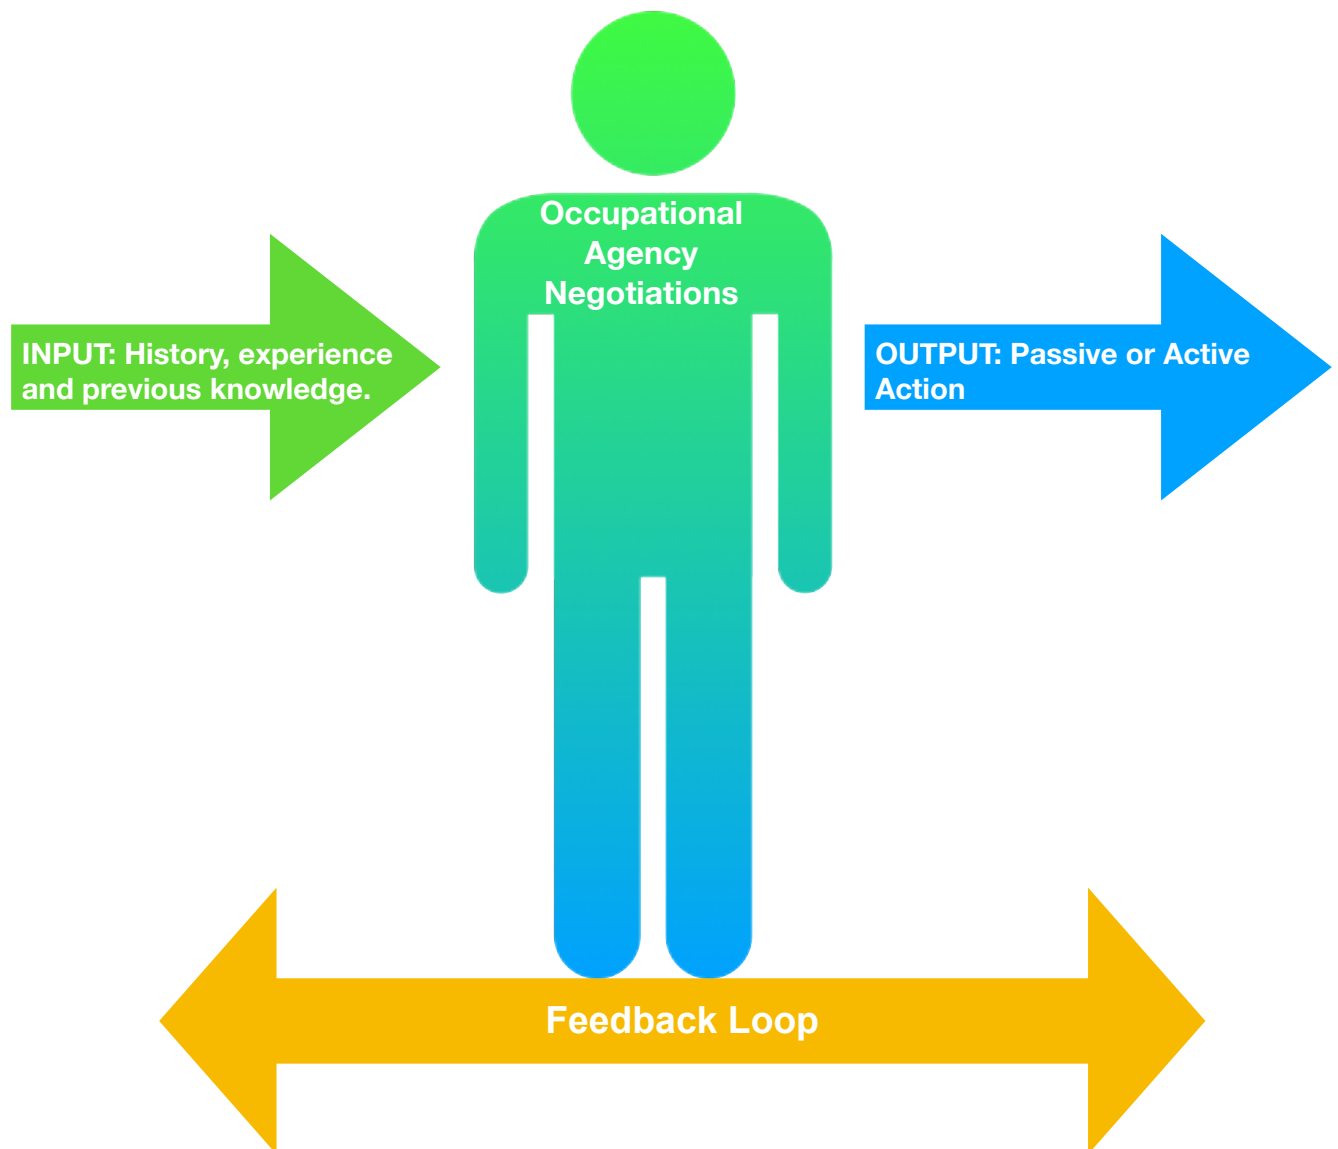 Occupational
Agency
Negotiations
INPUT: History, experience
and previous knowledge.
OUTPUT: Passive or Active
Action
Feedback Loop